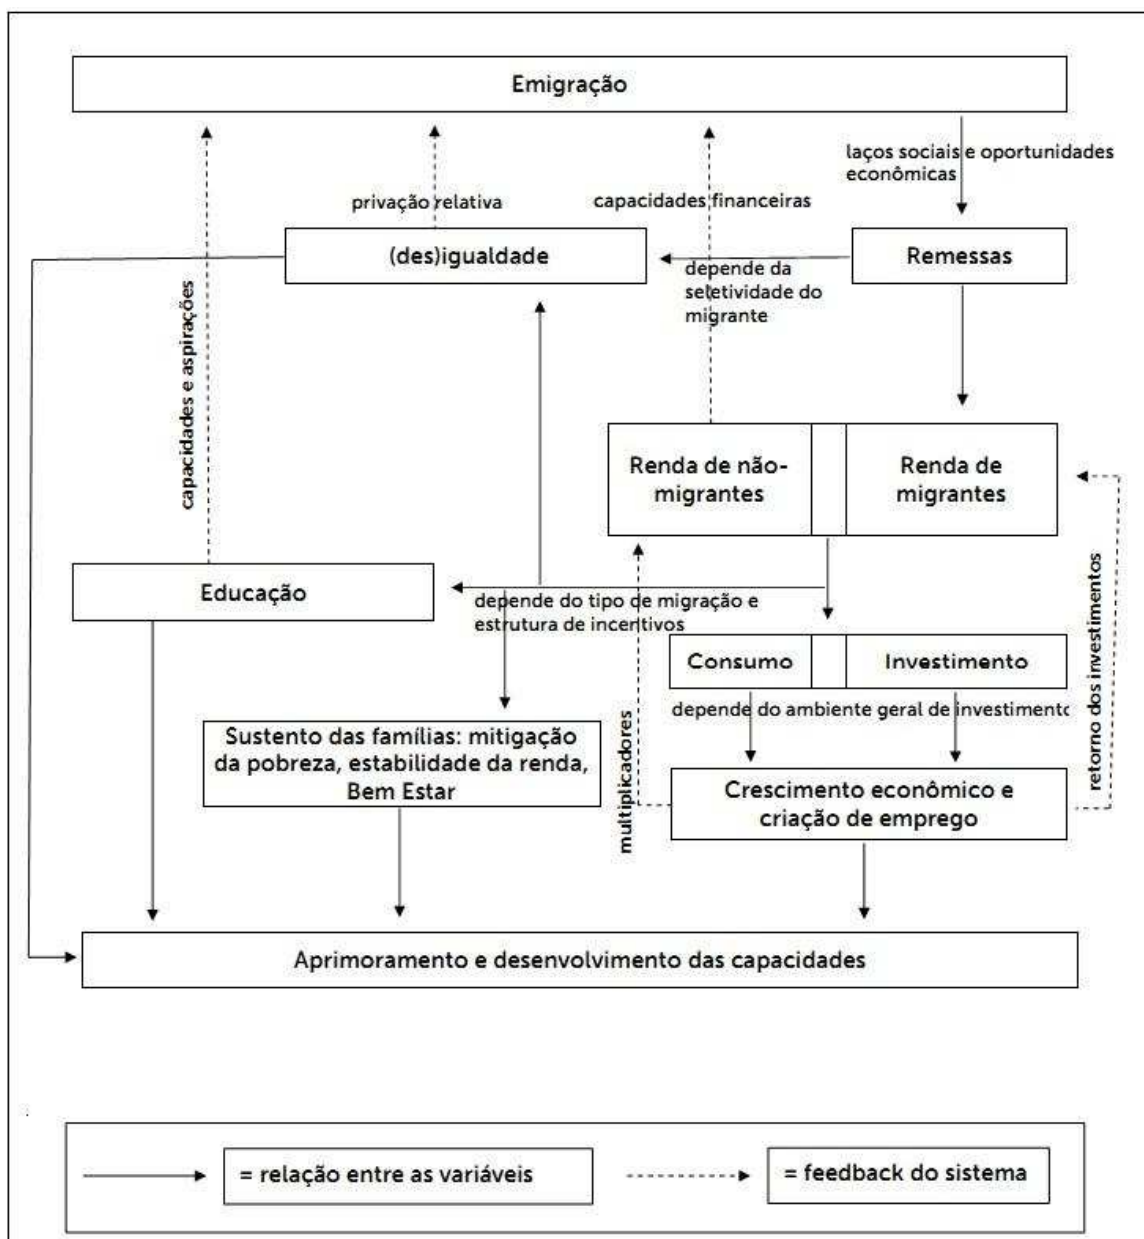 Emigração
laços sociais e oportunidades
econômicas
privação relativa
capacidades financeiras
(des)igualdade
Remessas
depende da
seletividade do
migrante
capacidades e aspirações
Renda de não-
migrantes
Renda de
migrantes
Educação
depende do tipo de migração e
estrutura de incentivos
Consumo
Investimento
retorno dos investimentos
depende do ambiente geral de investimento
Sustento das famílias: mitigação
da pobreza, estabilidade da renda,
Bem Estar
multiplicadores
Crescimento econômico e
criação de emprego
Aprimoramento e desenvolvimento das capacidades
= relação entre as variáveis
= feedback do sistema